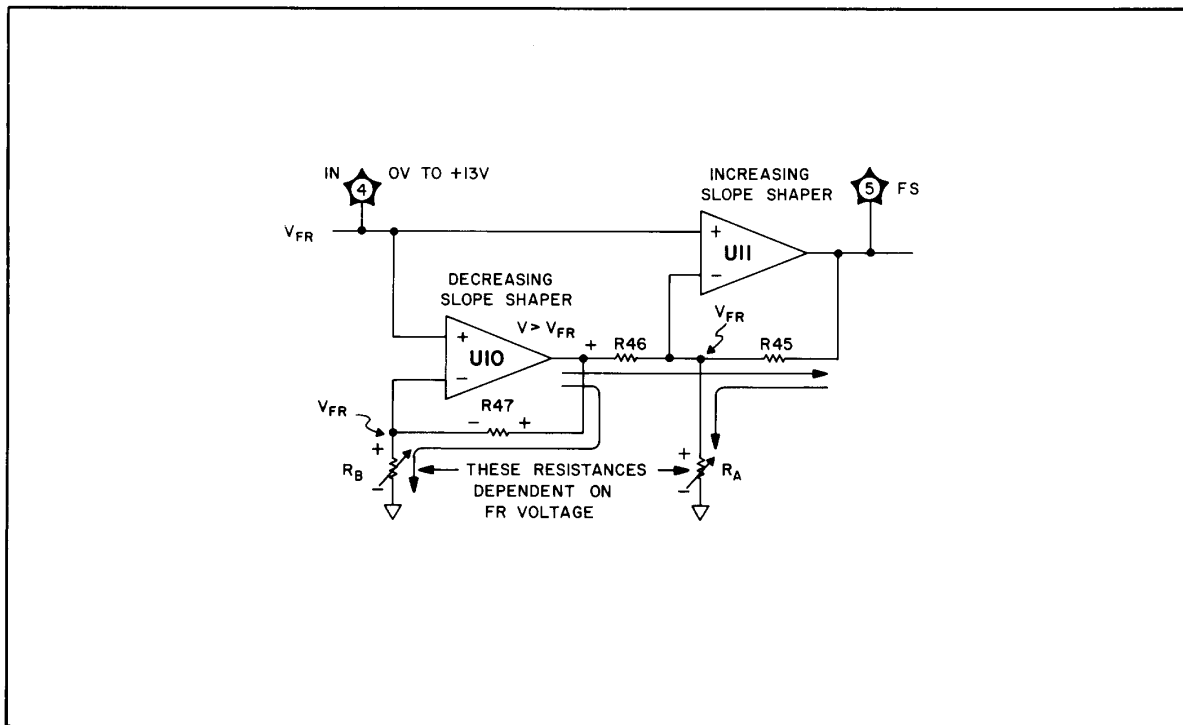 IN 4 0V TO +13V
INCREASING
SLOPE SHAPER
5 FS
VFR
+
U11
−
DECREASING
SLOPE SHAPER
V > VFR
VFR
+
U10
−
+ R46
R45
R47
− +
VFR
+
RB
−
THESE RESISTANCES
DEPENDENT ON
FR VOLTAGE
+
RA
−